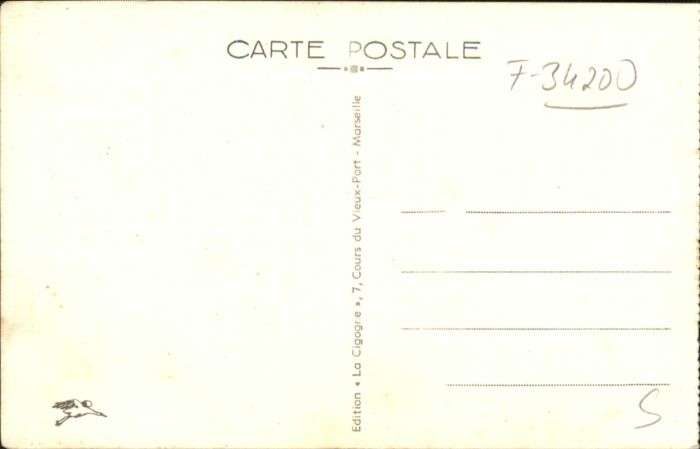 CARTE POSTALE
F-34200
Edition « La Cigogne », 7, Cours du Vieux-Port - Marseille
S